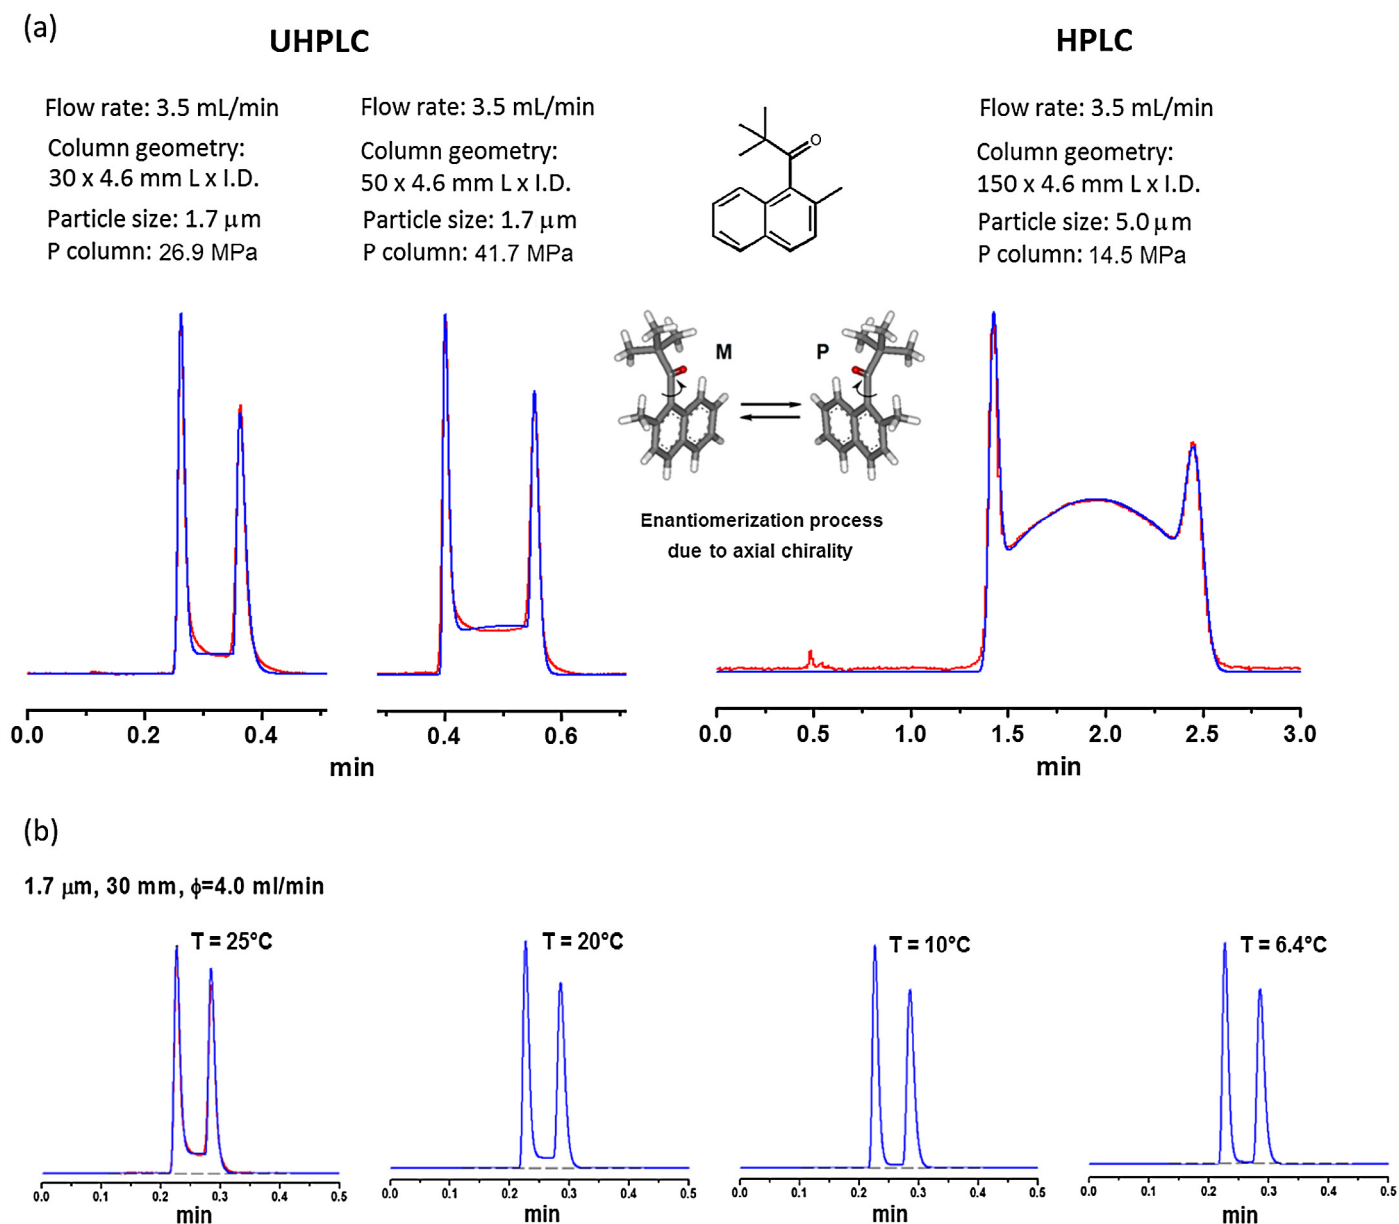 (a)
UHPLC
HPLC
Flow rate: 3.5 mL/min
Column geometry:
30 x 4.6 mm L x I.D.
Particle size: 1.7 μm
P column: 26.9 MPa
Flow rate: 3.5 mL/min
Column geometry:
50 x 4.6 mm L x I.D.
Particle size: 1.7 μm
P column: 41.7 MPa
O
Flow rate: 3.5 mL/min
Column geometry:
150 x 4.6 mm L x I.D.
Particle size: 5.0 μm
P column: 14.5 MPa
M
P
Enantiomerization process
due to axial chirality
0.0 0.2 0.4
0.4 0.6
min
0.0 0.5 1.0 1.5 2.0 2.5 3.0
min
(b)
1.7 μm, 30 mm, ϕ=4.0 ml/min
T = 25°C
T = 20°C
T = 10°C
T = 6.4°C
0.0 0.1 0.2 0.3 0.4 0.5
min
0.0 0.1 0.2 0.3 0.4 0.5
min
0.0 0.1 0.2 0.3 0.4 0.5
min
0.0 0.1 0.2 0.3 0.4 0.5
min